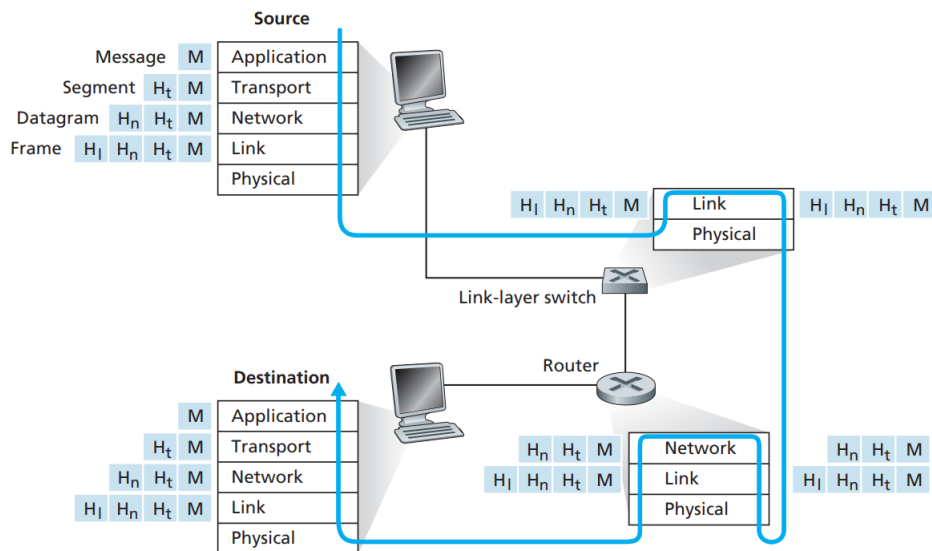 Source
Message M Application
Segment Ht M Transport
Datagram Hn Ht M Network
Frame Hl Hn Ht M Link
Physical
Hl Hn Ht M Link Hl Hn Ht M
Physical
Link-layer switch
Router
Destination
M Application
Ht M Transport
Hn Ht M Network
Hl Hn Ht M Link
Physical
Hn Ht M Network Hn Ht M
Hl Hn Ht M Link Hl Hn Ht M
Physical